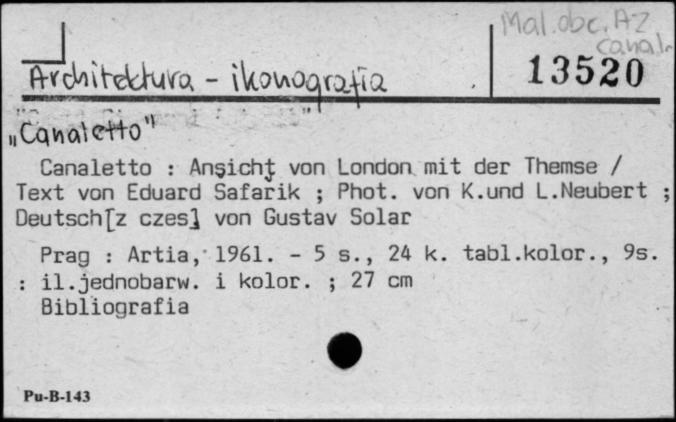 Mal.obc. AZ
canal.
Architektura - ikonografia
13520
„Canaletto"
Canaletto : Ansicht von London mit der Themse /
Text von Eduard Safarik ; Phot. von K.und L.Neubert ;
Deutsch[z czes] von Gustav Solar
Prag : Artia, 1961. - 5 s., 24 k. tabl.kolor., 9s.
: il.jednobarw. i kolor. ; 27 cm
Bibliografia
Pu-B-143